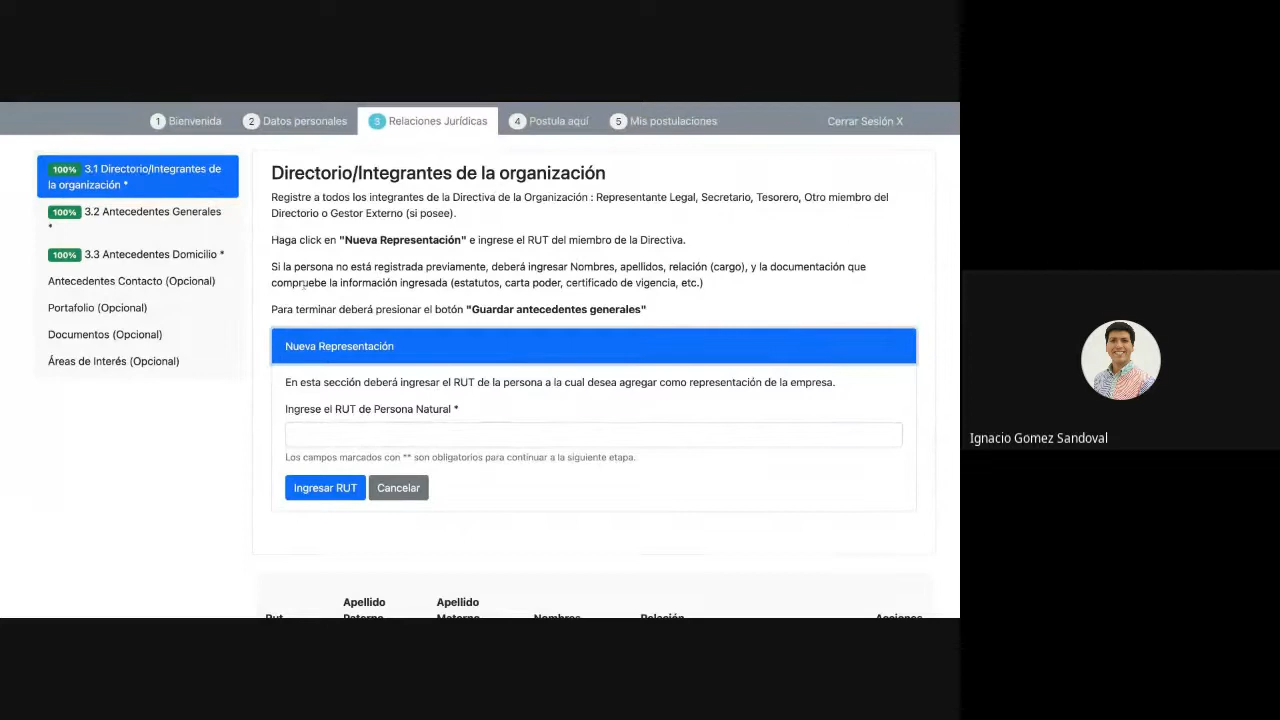 1 Bienvenida 2 Datos personales 3 Relaciones Jurídicas 4 Postula aquí 5 Mis postulaciones Cerrar Sesión X
100% 3.1 Directorio/Integrantes de
la organización *
100% 3.2 Antecedentes Generales
*
100% 3.3 Antecedentes Domicilio *
Antecedentes Contacto (Opcional)
Portafolio (Opcional)
Documentos (Opcional)
Áreas de Interés (Opcional)
Directorio/Integrantes de la organización
Registre a todos los integrantes de la Directiva de la Organización : Representante Legal, Secretario, Tesorero, Otro miembro del
Directorio o Gestor Externo (si posee).
Haga click en "Nueva Representación" e ingrese el RUT del miembro de la Directiva.
Si la persona no está registrada previamente, deberá ingresar Nombres, apellidos, relación (cargo), y la documentación que
compruebe la información ingresada (estatutos, carta poder, certificado de vigencia, etc.)
Para terminar deberá presionar el botón "Guardar antecedentes generales"
Nueva Representación
En esta sección deberá ingresar el RUT de la persona a la cual desea agregar como representación de la empresa.
Ingrese el RUT de Persona Natural *
Los campos marcados con ** son obligatorios para continuar a la siguiente etapa.
Ingresar RUT Cancelar
Apellido Apellido
Rut Paterno Materno Nombres Relación Acciones
Ignacio Gomez Sandoval